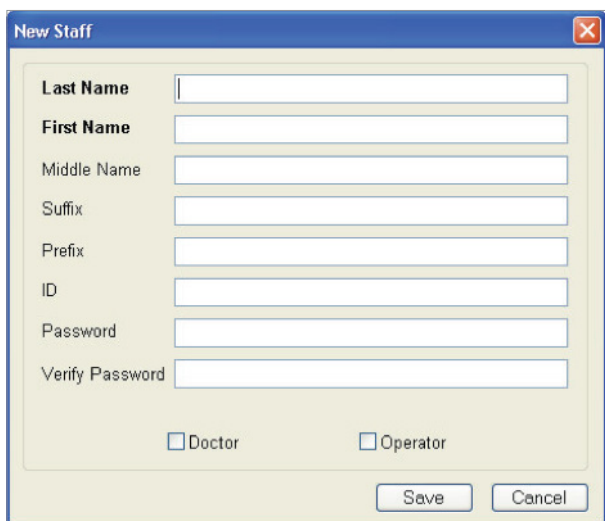 New Staff
Last Name
First Name
Middle Name
Suffix
Prefix
ID
Password
Verify Password
Doctor Operator
Save Cancel